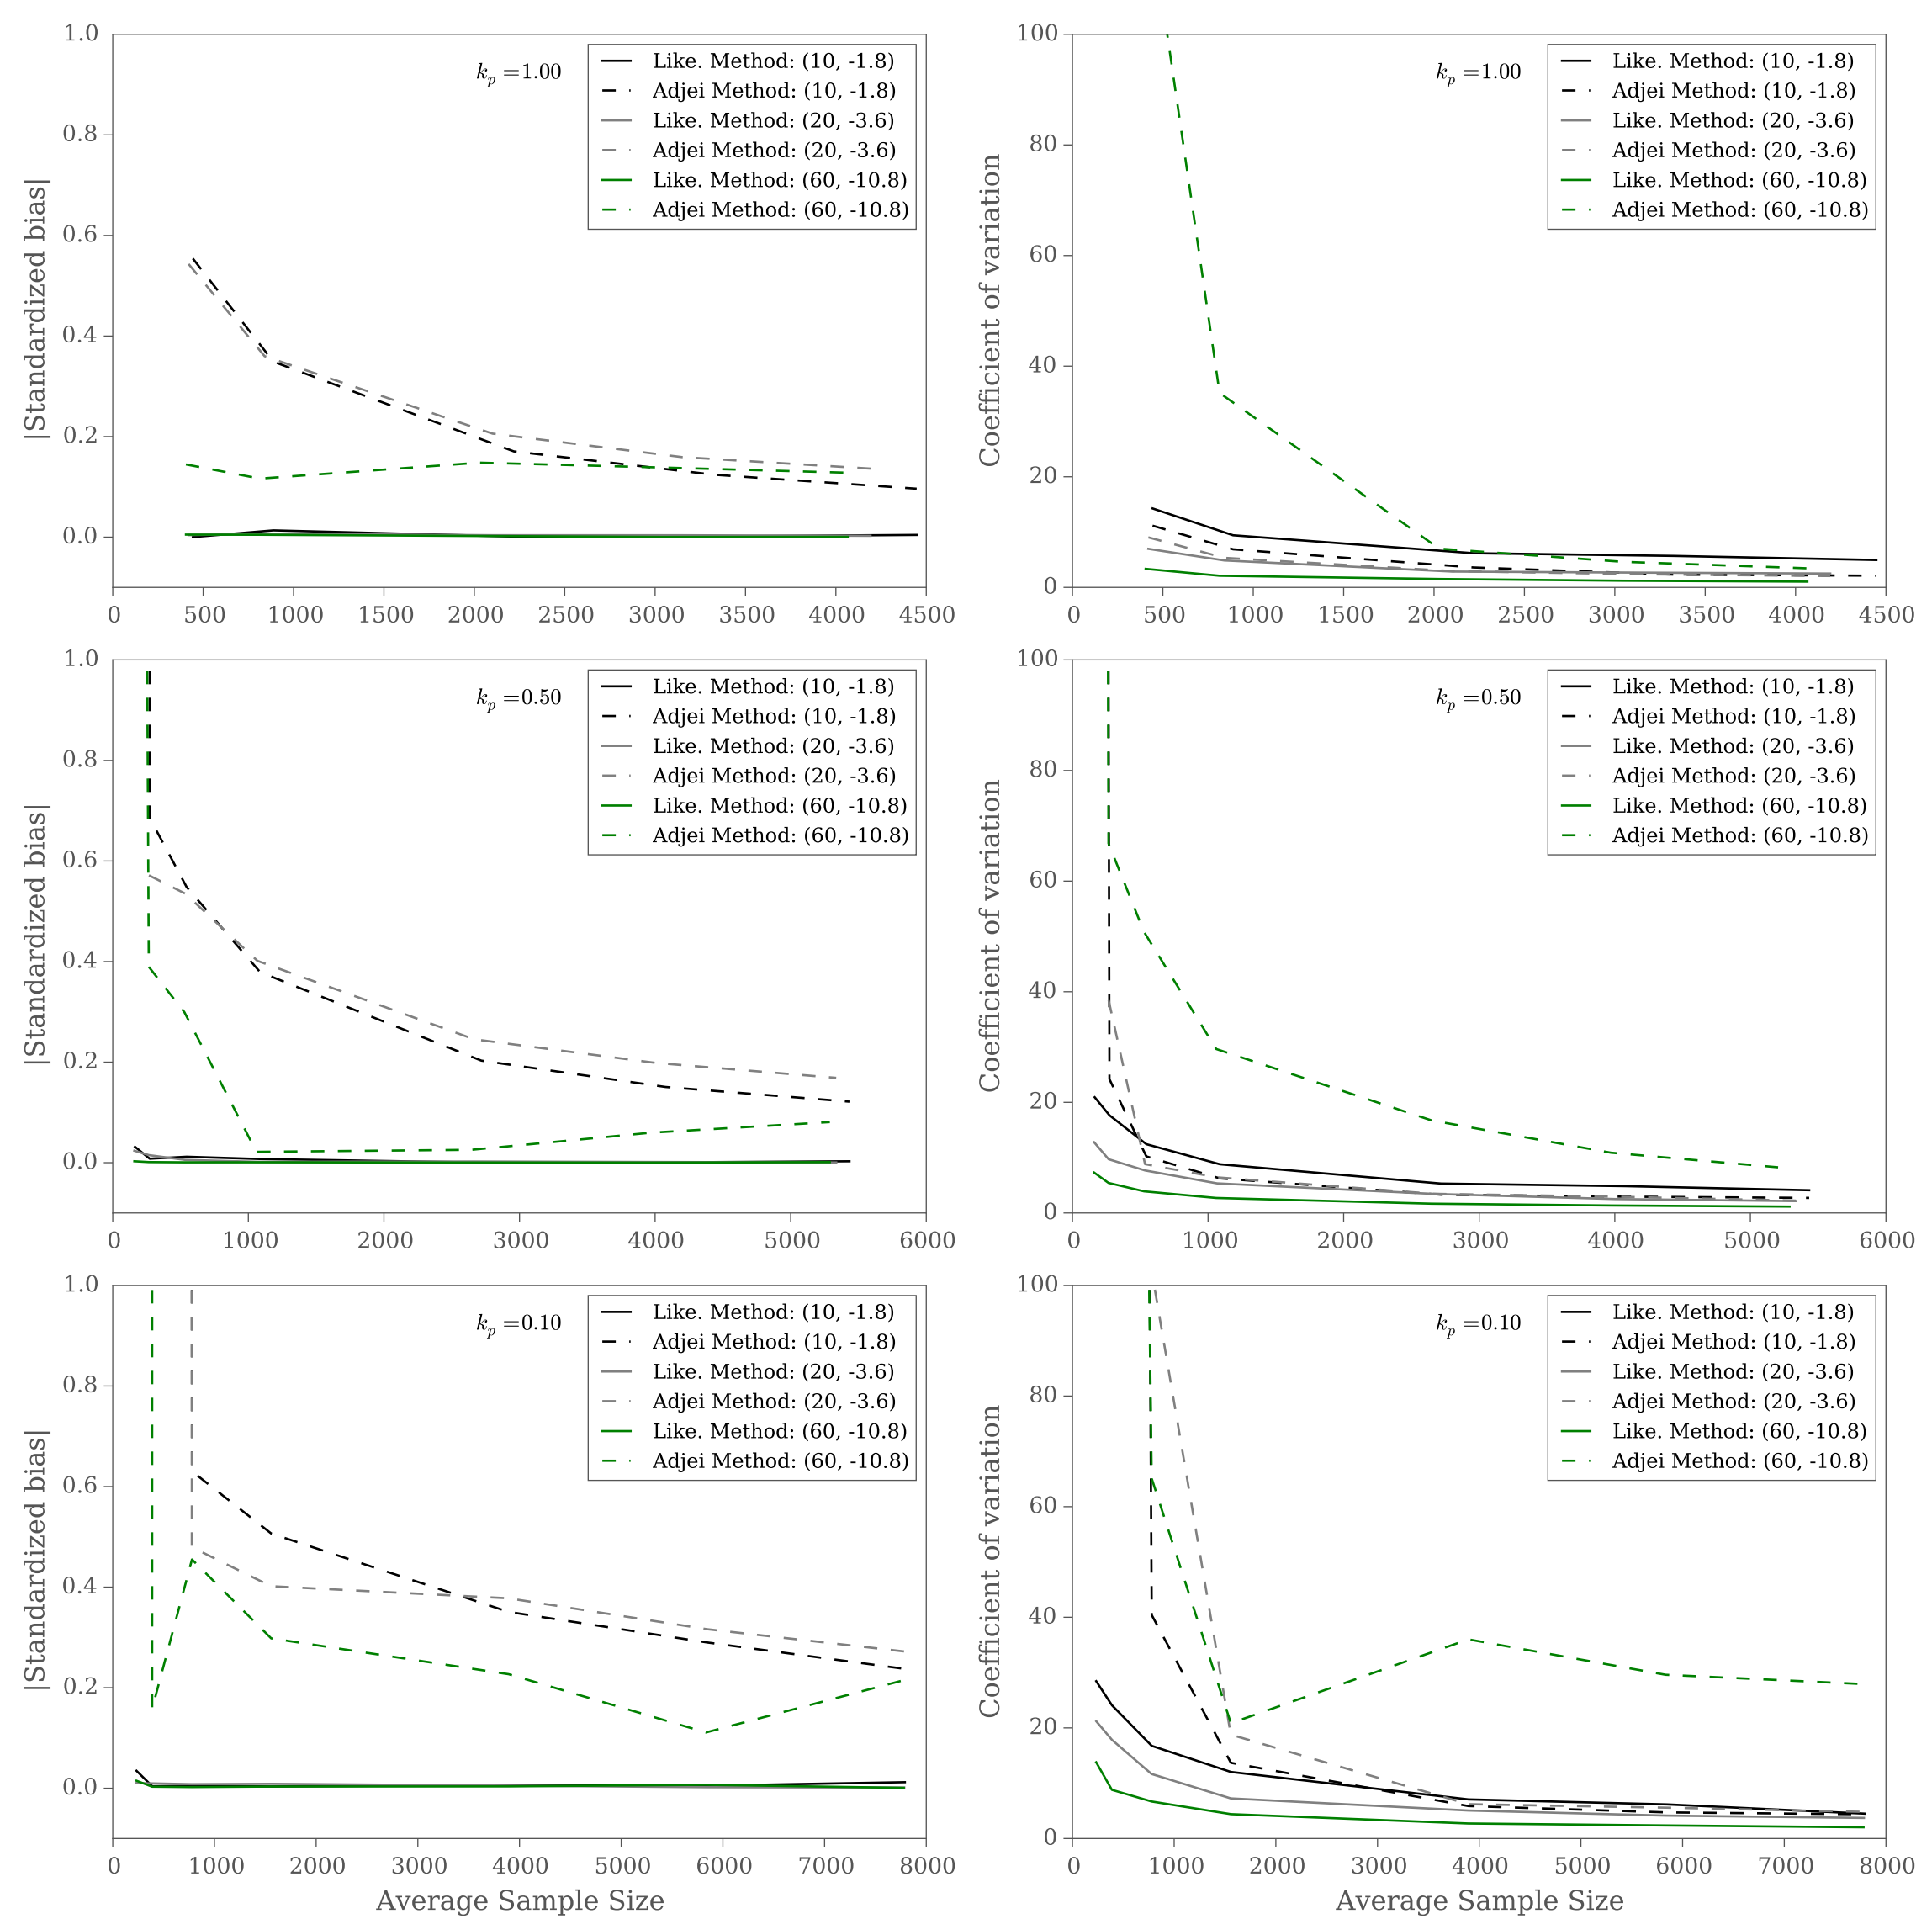 |Standardized bias|
1.0
0.8
0.6
0.4
0.2
0.0
k_p =1.00
Like. Method: (10, -1.8)
Adjei Method: (10, -1.8)
Like. Method: (20, -3.6)
Adjei Method: (20, -3.6)
Like. Method: (60, -10.8)
Adjei Method: (60, -10.8)
0 500 1000 1500 2000 2500 3000 3500 4000 4500
Coefficient of variation
100
80
60
40
20
0
k_p =1.00
Like. Method: (10, -1.8)
Adjei Method: (10, -1.8)
Like. Method: (20, -3.6)
Adjei Method: (20, -3.6)
Like. Method: (60, -10.8)
Adjei Method: (60, -10.8)
0 500 1000 1500 2000 2500 3000 3500 4000 4500
|Standardized bias|
1.0
0.8
0.6
0.4
0.2
0.0
k_p =0.50
Like. Method: (10, -1.8)
Adjei Method: (10, -1.8)
Like. Method: (20, -3.6)
Adjei Method: (20, -3.6)
Like. Method: (60, -10.8)
Adjei Method: (60, -10.8)
0 1000 2000 3000 4000 5000 6000
Coefficient of variation
100
80
60
40
20
0
k_p =0.50
Like. Method: (10, -1.8)
Adjei Method: (10, -1.8)
Like. Method: (20, -3.6)
Adjei Method: (20, -3.6)
Like. Method: (60, -10.8)
Adjei Method: (60, -10.8)
0 1000 2000 3000 4000 5000 6000
|Standardized bias|
1.0
0.8
0.6
0.4
0.2
0.0
k_p =0.10
Like. Method: (10, -1.8)
Adjei Method: (10, -1.8)
Like. Method: (20, -3.6)
Adjei Method: (20, -3.6)
Like. Method: (60, -10.8)
Adjei Method: (60, -10.8)
0 1000 2000 3000 4000 5000 6000 7000 8000
Average Sample Size
Coefficient of variation
100
80
60
40
20
0
k_p =0.10
Like. Method: (10, -1.8)
Adjei Method: (10, -1.8)
Like. Method: (20, -3.6)
Adjei Method: (20, -3.6)
Like. Method: (60, -10.8)
Adjei Method: (60, -10.8)
0 1000 2000 3000 4000 5000 6000 7000 8000
Average Sample Size